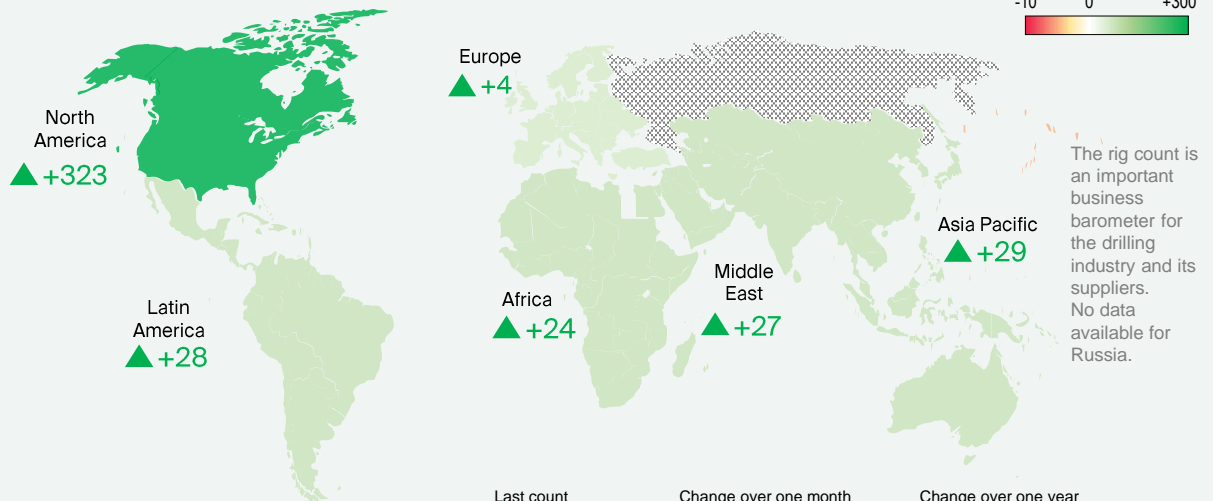 -10 0 +300
Europe
+4
North
America
+323
The rig count is
an important
business
barometer for
the drilling
industry and its
suppliers.
No data
available for
Russia.
Asia Pacific
+29
Middle
East
+27
Africa
+24
Latin
America
+28
Last count Change over one month Change over one year